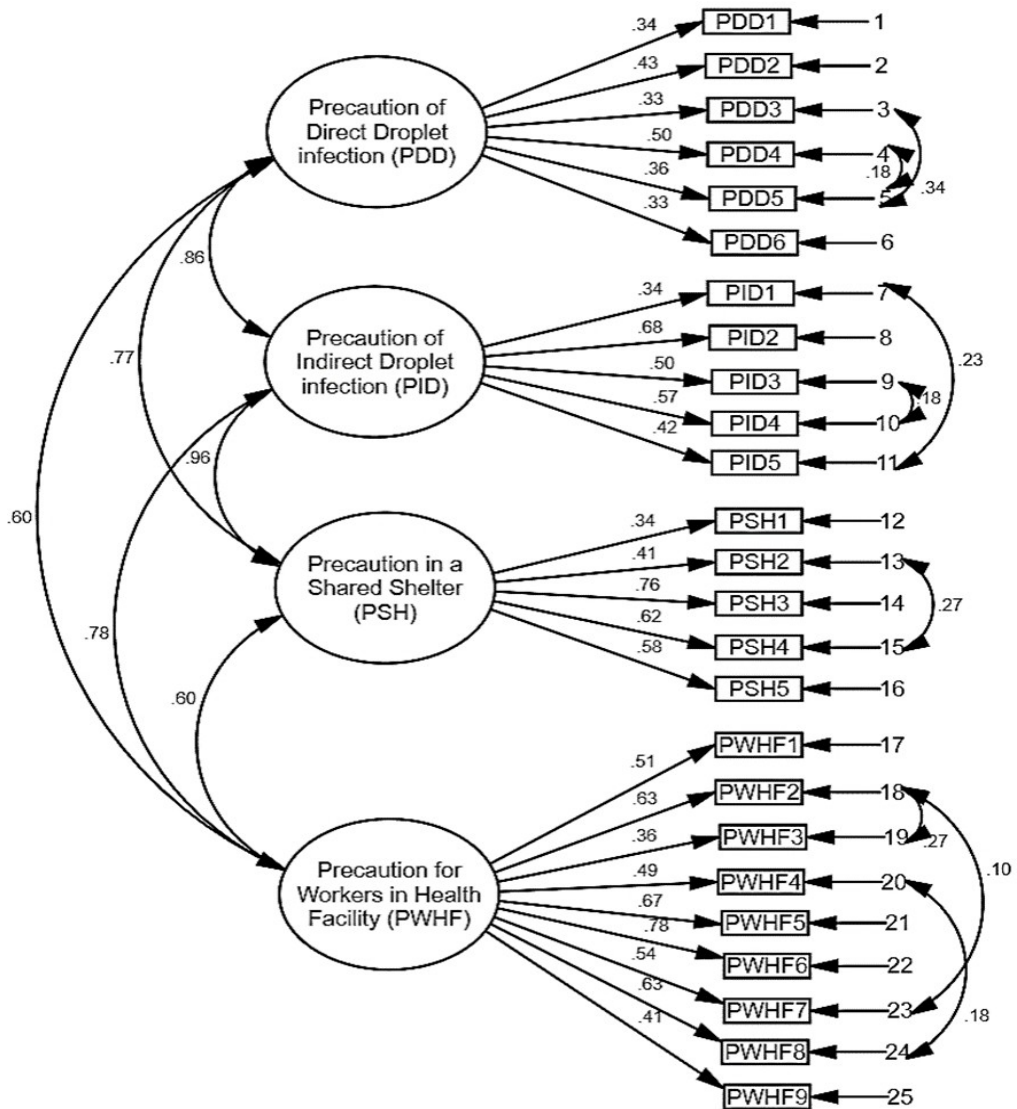 .34 PDD1 1
.43 PDD2 2
.33 PDD3 3
.50 PDD4 4
.36 PDD5 5
.33 PDD6 6
.18
.34
Precaution of
Direct Droplet
infection (PDD)
.86
.34 PID1 7
.68 PID2 8
.50 PID3 9
.57 PID4 10
.42 PID5 11
.23
.18
Precaution of
Indirect Droplet
infection (PID)
.77
.96
.60
.34 PSH1 12
.41 PSH2 13
.76 PSH3 14
.62 PSH4 15
.58 PSH5 16
.27
Precaution in a
Shared Shelter
(PSH)
.78
.60
.51 PWHF1 17
.63 PWHF2 18
.36 PWHF3 19
.49 PWHF4 20
.67 PWHF5 21
.78 PWHF6 22
.54 PWHF7 23
.63 PWHF8 24
.41 PWHF9 25
.27
.10
.18
Precaution for
Workers in Health
Facility (PWHF)